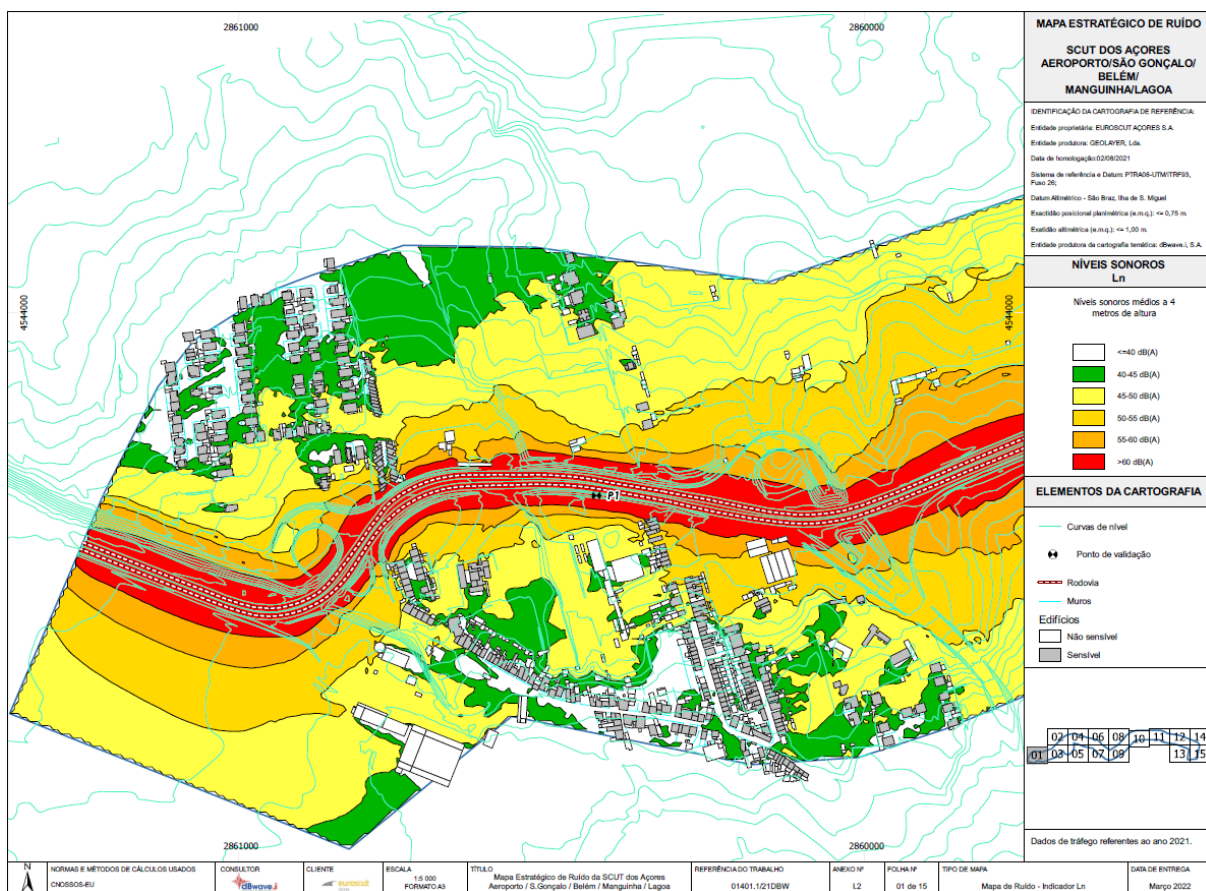 2861000
2860000
4544000
4544000
P1
2861000
2860000
MAPA ESTRATÉGICO DE RUÍDO
SCUT DOS AÇORES
AEROPORTO/SÃO GONÇALO/
BELÉM/
MANGUINHA/LAGOA
IDENTIFICAÇÃO DA CARTOGRAFIA DE REFERÊNCIA:
Entidade proprietária: EUROSCUT AÇORES S.A.
Entidade produtora: GEOLAYER, Lda.
Data de homologação:02/08/2021
Sistema de referência e Datum: PTRA08-UTM/ITRF93,
Fuso 26;
Datum Altimétrico - São Braz, Ilha de S. Miguel
Exactidão posicional planimétrica (e.m.q.): <= 0,75 m
Exatidão altimétrica (e.m.q.): <= 1,00 m
Entidade produtora da cartografia temática: dBwave.i, S.A.
NÍVEIS SONOROS
Ln
Níveis sonoros médios a 4
metros de altura
<=40 dB(A)
40-45 dB(A)
45-50 dB(A)
50-55 dB(A)
55-60 dB(A)
>60 dB(A)
ELEMENTOS DA CARTOGRAFIA
Curvas de nível
Ponto de validação
Rodovia
Muros
Edifícios
Não sensível
Sensível
02 04 06 08 10 11 12 14
01 03 05 07 09 13 15
Dados de tráfego referentes ao ano 2021.
N
NORMAS E MÉTODOS DE CÁLCULOS USADOS
CNOSSOS-EU
CONSULTOR
dBwave.i
CLIENTE
euroscut
ESCALA
1:5 000
FORMATO A3
TÍTULO
Mapa Estratégico de Ruído da SCUT dos Açores
Aeroporto / S.Gonçalo / Belém / Manguinha / Lagoa
REFERÊNCIA DO TRABALHO
01401.1/21DBW
ANEXO Nº
I.2
FOLHA Nº
01 de 15
TIPO DE MAPA
Mapa de Ruído - Indicador Ln
DATA DE ENTREGA
Março 2022